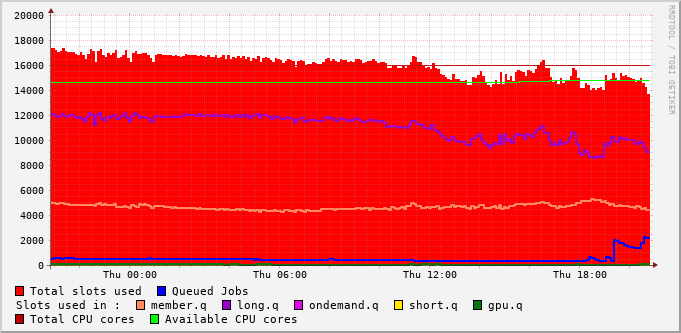 RRDTOOL / TOBI OETIKER
20000
18000
16000
14000
12000
10000
8000
6000
4000
2000
0
Thu 00:00 Thu 06:00 Thu 12:00 Thu 18:00
Total slots used Queued Jobs
Slots used in : member.q long.q ondemand.q short.q gpu.q
Total CPU cores Available CPU cores